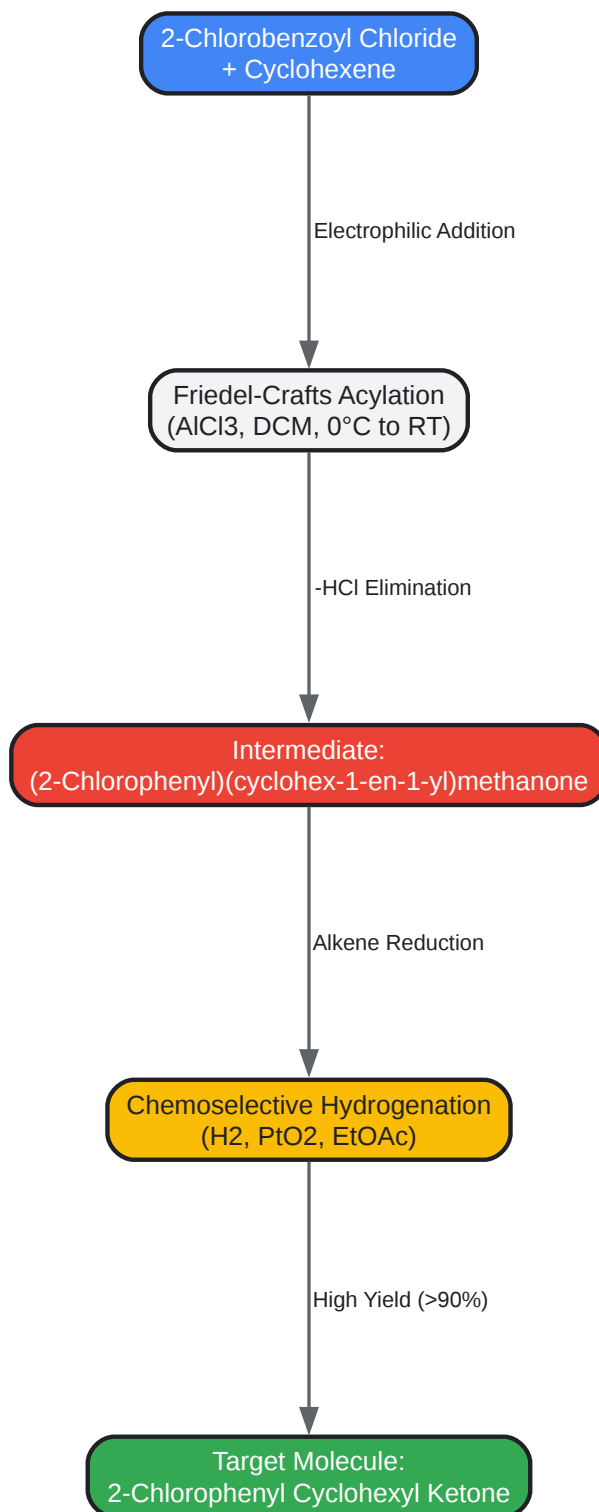 2-Chlorobenzoyl Chloride
+ Cyclohexene
Electrophilic Addition
Friedel-Crafts Acylation
(AlCl3, DCM, 0°C to RT)
-HCl Elimination
Intermediate:
(2-Chlorophenyl)(cyclohex-1-en-1-yl)methanone
Alkene Reduction
Chemoselective Hydrogenation
(H2, PtO2, EtOAc)
High Yield (>90%)
Target Molecule:
2-Chlorophenyl Cyclohexyl Ketone